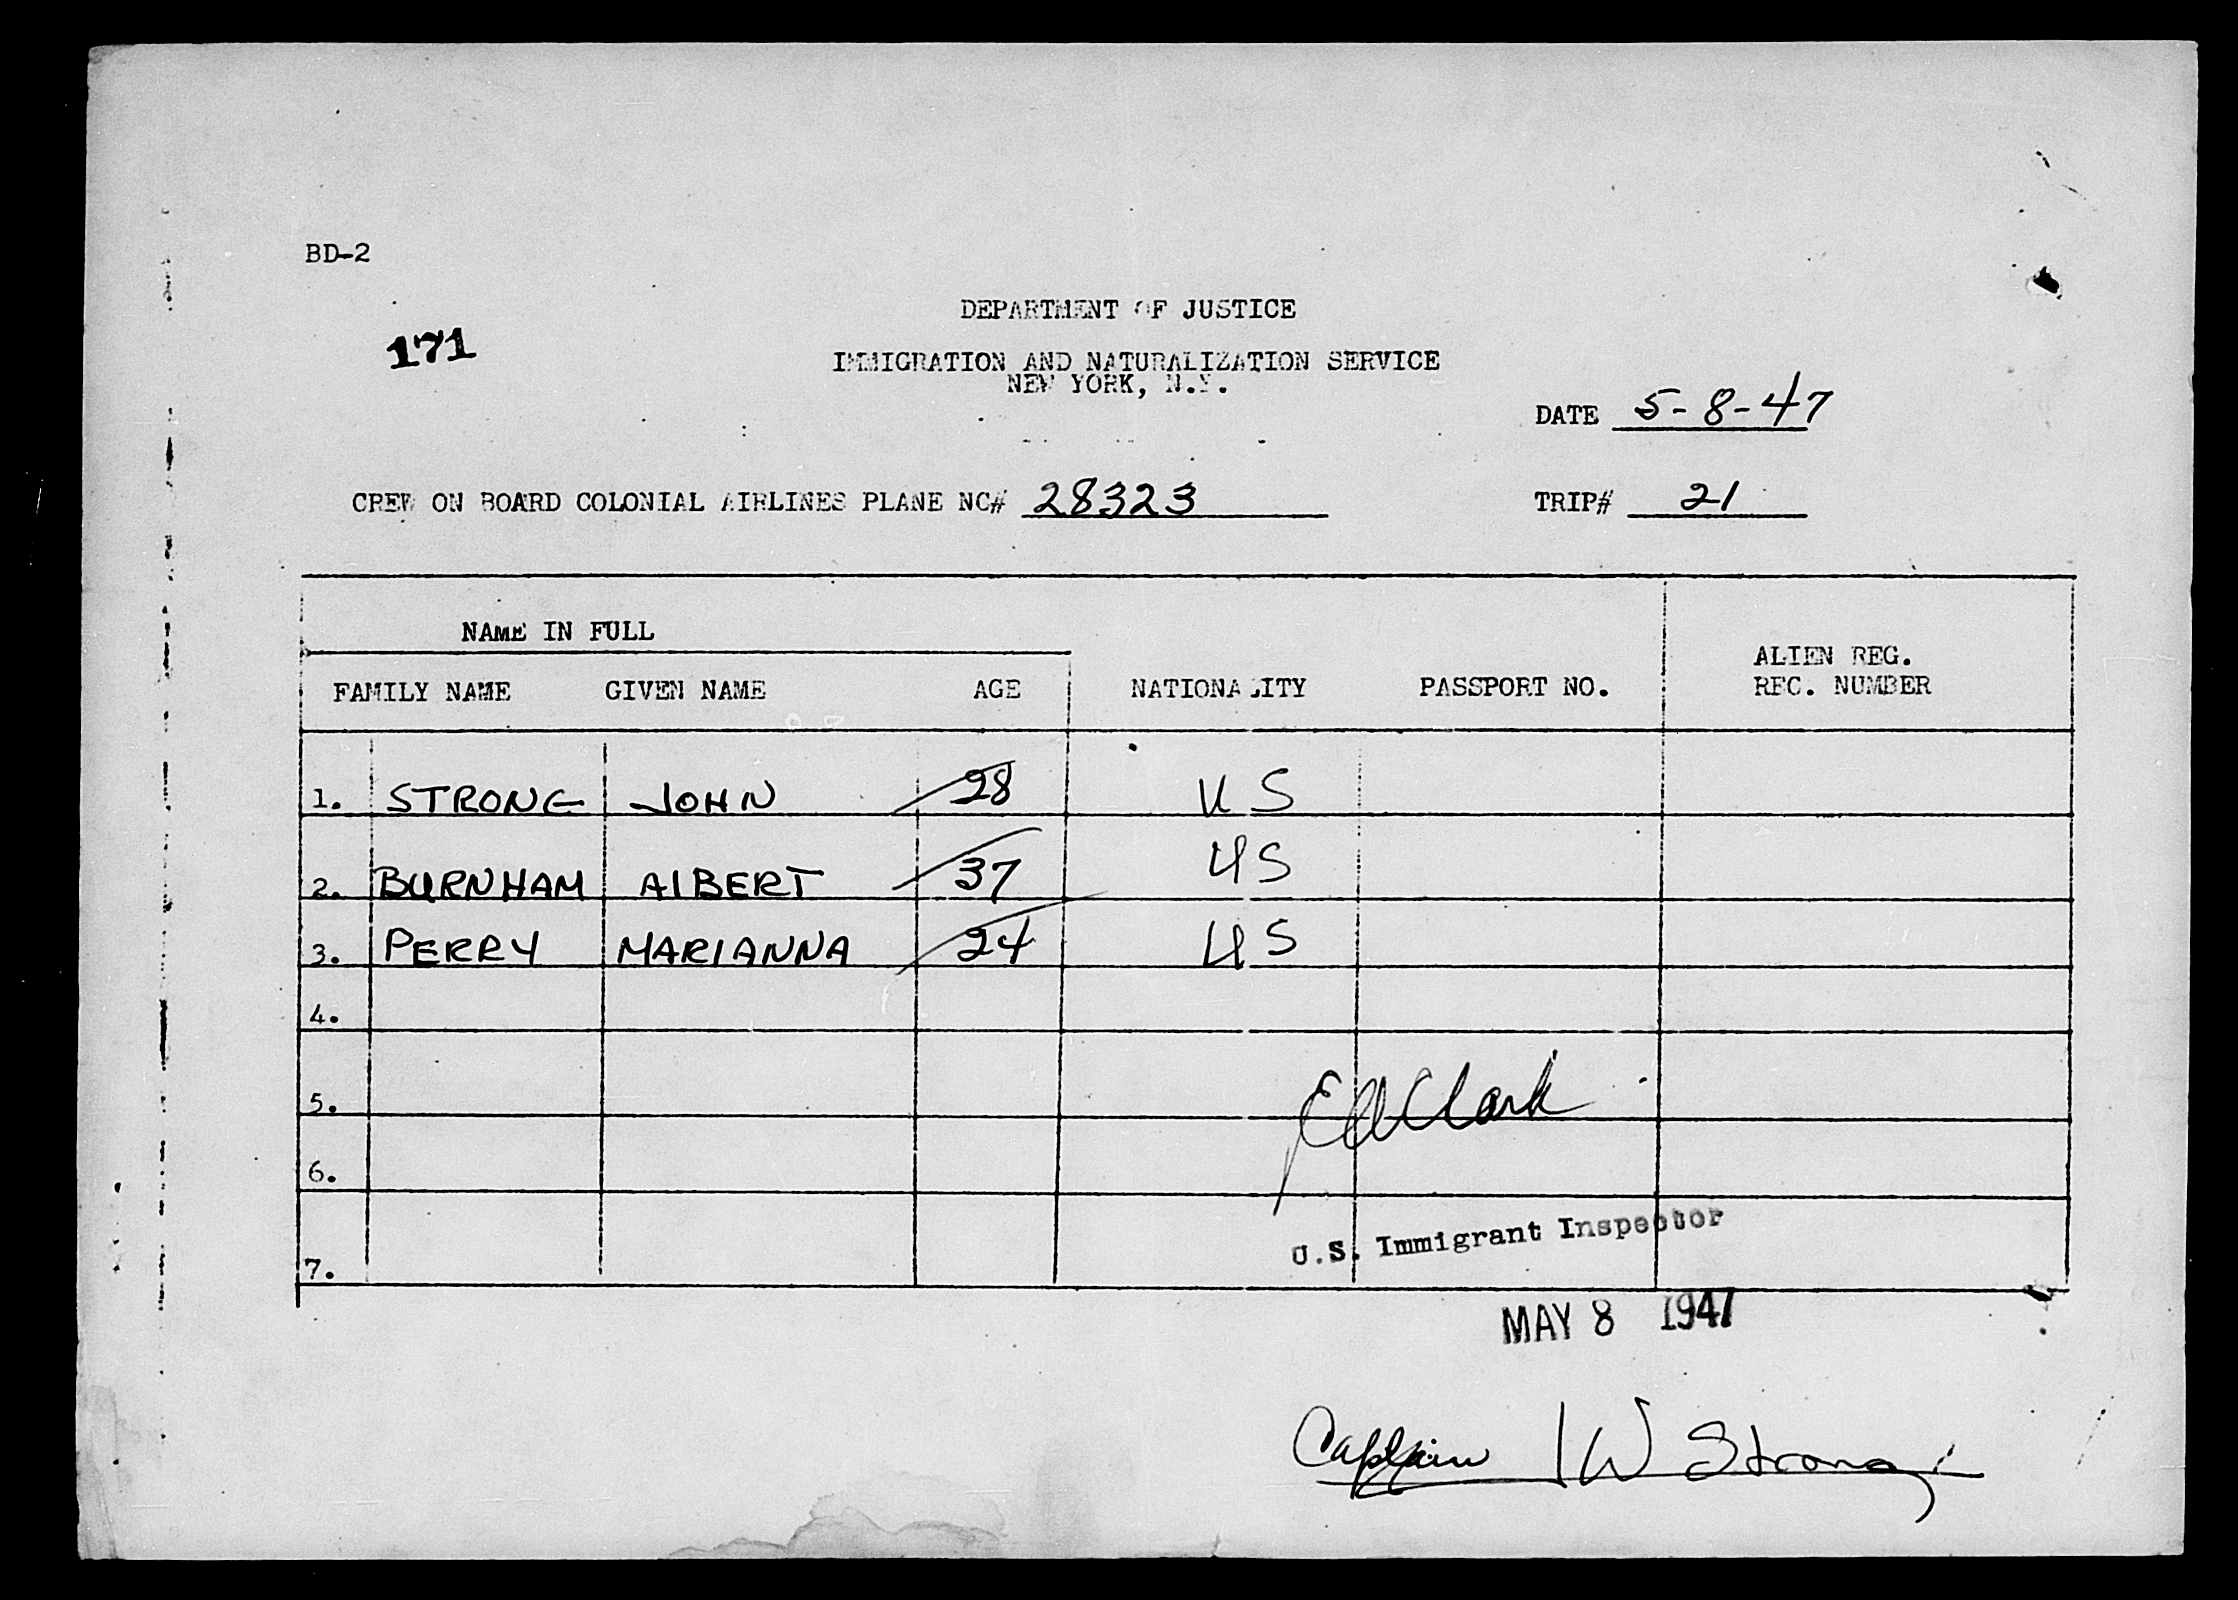 BD-2
171
DEPARTMENT OF JUSTICE
IMMIGRATION AND NATURALIZATION SERVICE
NEW YORK, N.Y.
DATE 5-8-47
CREW ON BOARD COLONIAL AIRLINES PLANE NC# 28323 TRIP# 21
NAME IN FULL
FAMILY NAME GIVEN NAME AGE NATIONALITY PASSPORT NO. ALIEN REG. REC. NUMBER
1. STRONG JOHN 28 US
2. BURNHAM AlBERT 37 US
3. PERRY MARIANNA 24 US
4.
5.
EA Clark
6.
U.S. Immigrant Inspector
7.
MAY 8 1947
Captain J W Strong